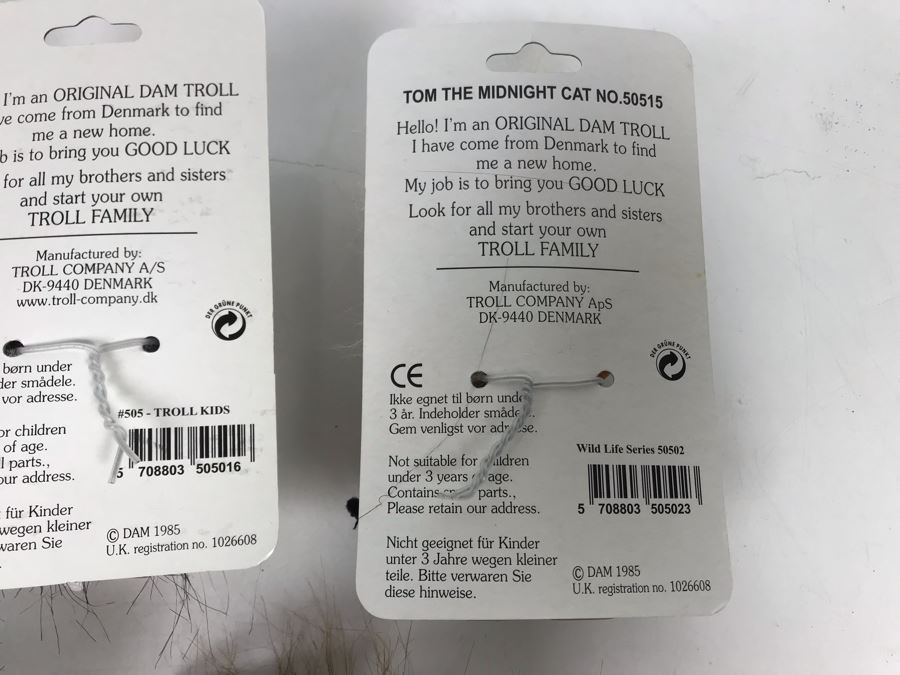 I'm an ORIGINAL DAM TROLL
ve come from Denmark to find
me a new home.
b is to bring you GOOD LUCK
for all my brothers and sisters
and start your own
TROLL FAMILY
Manufactured by:
TROLL COMPANY A/S
DK-9440 DENMARK
www.troll-company.dk
DER GRÜNE PUNKT
børn under
der smådele.
vor adresse.
#505 - TROLL KIDS
or children
of age.
l parts.,
our address.
5 708803 505016
für Kinder
wegen kleiner
waren Sie
© DAM 1985
U.K. registration no. 1026608
TOM THE MIDNIGHT CAT NO.50515
Hello! I'm an ORIGINAL DAM TROLL
I have come from Denmark to find
me a new home.
My job is to bring you GOOD LUCK
Look for all my brothers and sisters
and start your own
TROLL FAMILY
Manufactured by:
TROLL COMPANY ApS
DK-9440 DENMARK
DER GRÜNE PUNKT
CE
Ikke egnet til børn under
3 år. Indeholder smådele.
Gem venligst vor adresse.
Not suitable for children
under 3 years of age.
Contains parts.,
Please retain our address.
Wild Life Series 50502
5 708803 505023
Nicht geeignet für Kinder
unter 3 Jahre wegen kleiner
teile. Bitte verwaren Sie
diese hinweise.
© DAM 1985
U.K. registration no. 1026608